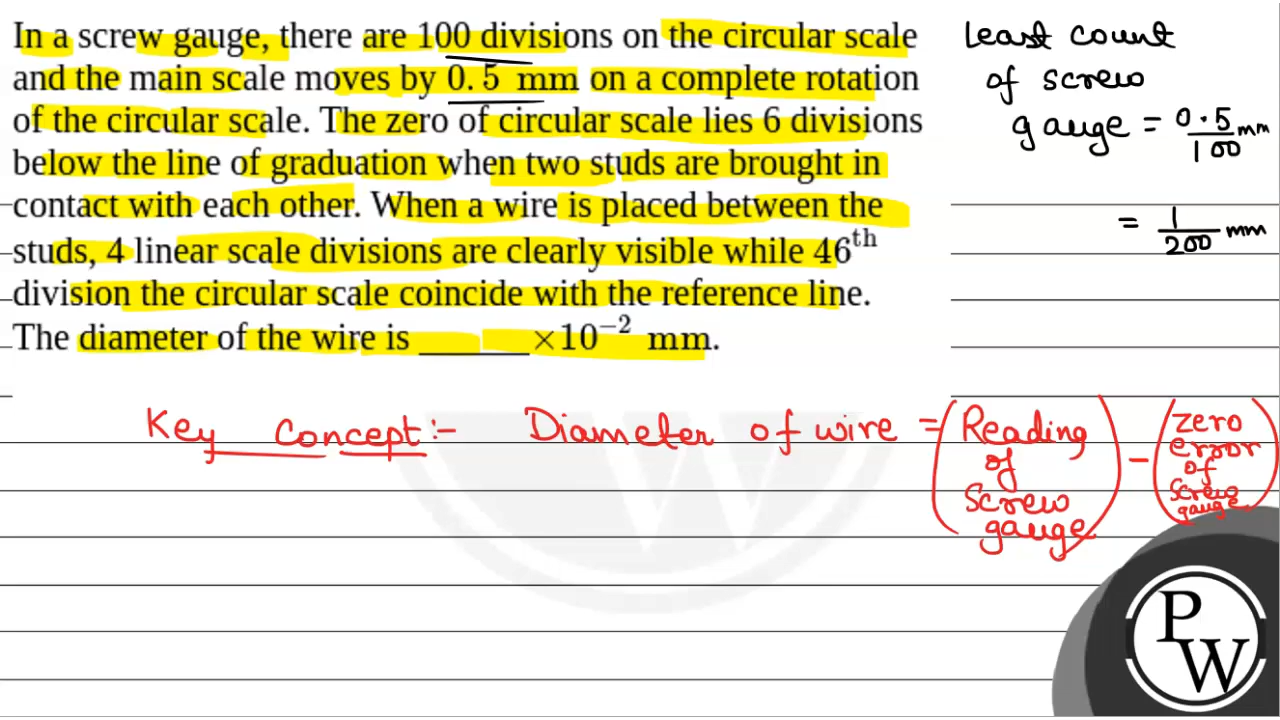 In a screw gauge, there are 100 divisions on the circular scale
and the main scale moves by 0. 5 mm on a complete rotation
of the circular scale. The zero of circular scale lies 6 divisions
below the line of graduation when two studs are brought in
contact with each other. When a wire is placed between the
studs, 4 linear scale divisions are clearly visible while 46th
division the circular scale coincide with the reference line.
The diameter of the wire is ______ ×10⁻² mm.
Least count
of screw
gauge = 0.5/100 mm
= 1/200 mm
Key concept:- Diameter of wire = (Reading of screw gauge) - (zero error of screw gauge)
P
W